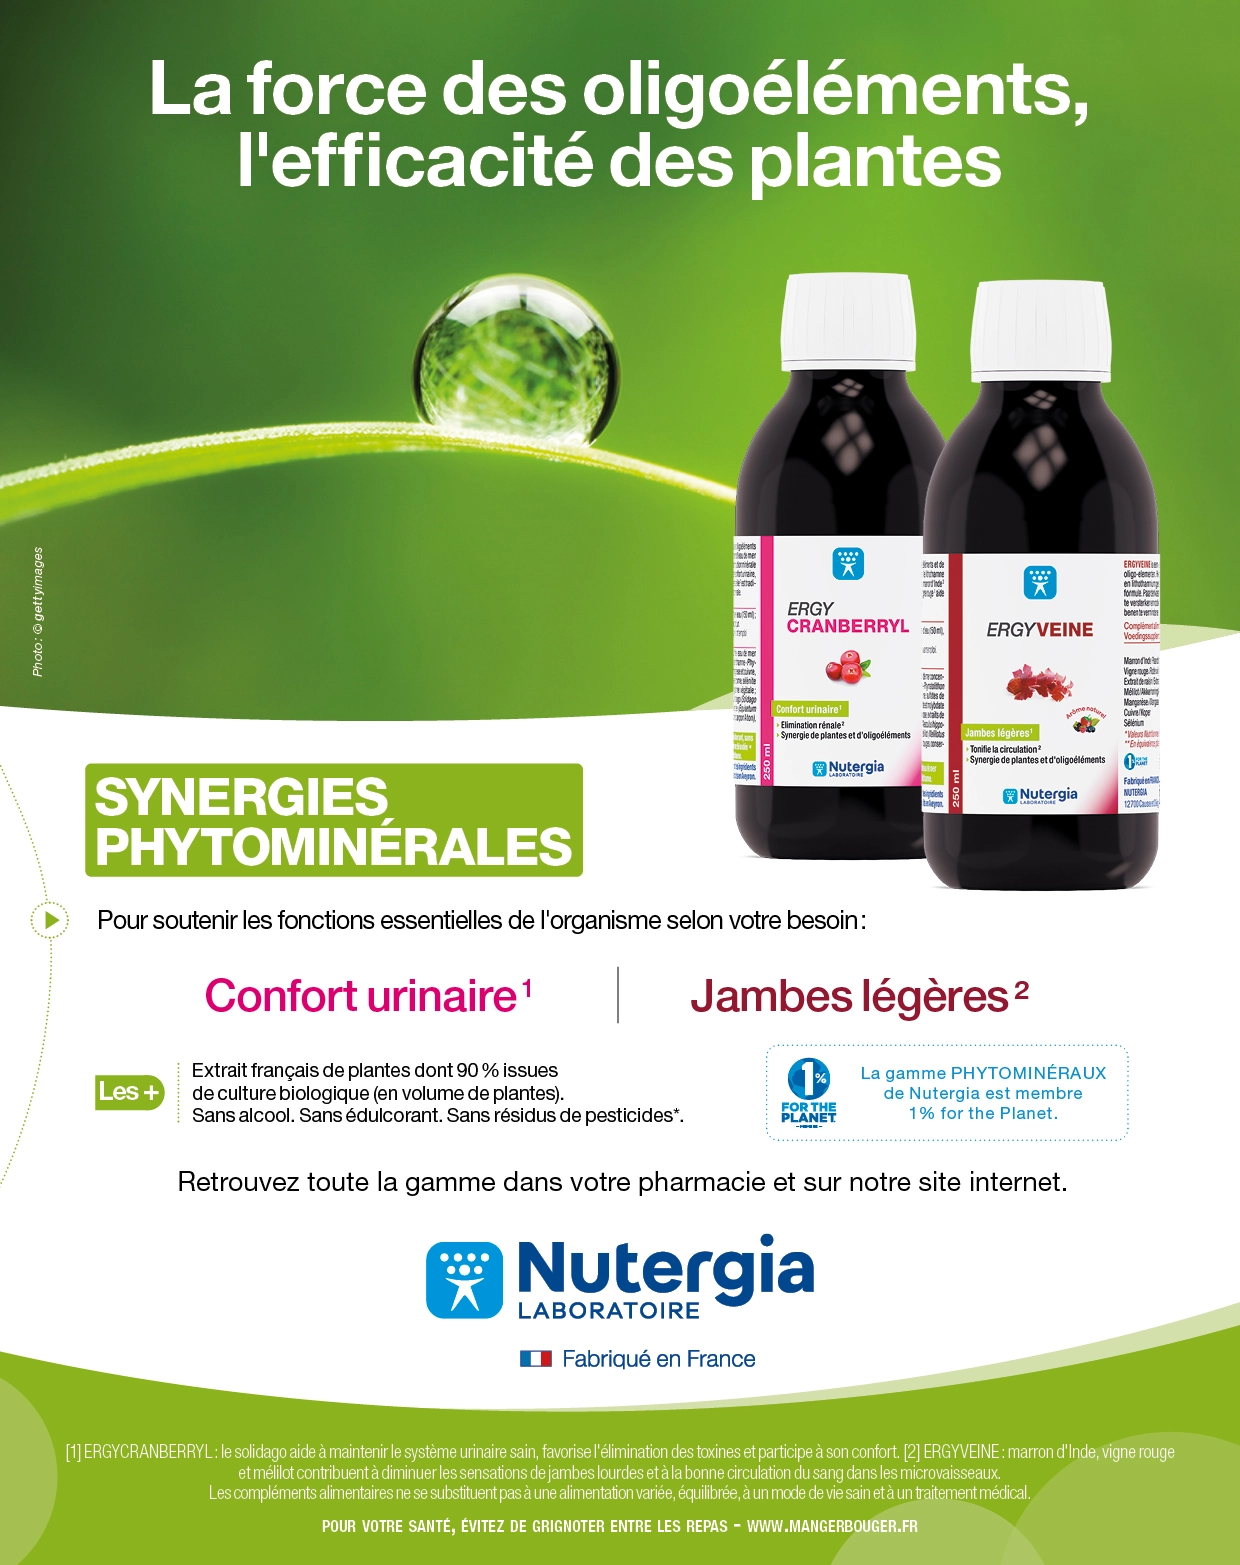 La force des oligoéléments,
l'efficacité des plantes
Photo : © gettyimages
ERGY
CRANBERRYL
Confort urinaire¹
› Elimination rénale²
› Synergie de plantes et d'oligoéléments
250 ml
Nutergia
LABORATOIRE
ERGYVEINE
Arôme naturel
Jambes légères¹
› Tonifie la circulation²
› Synergie de plantes et d'oligoéléments
250 ml
Nutergia
LABORATOIRE
SYNERGIES
PHYTOMINÉRALES
Pour soutenir les fonctions essentielles de l'organisme selon votre besoin :
Confort urinaire¹
Jambes légères²
Les +
Extrait français de plantes dont 90 % issues
de culture biologique (en volume de plantes).
Sans alcool. Sans édulcorant. Sans résidus de pesticides*.
1%
FOR THE
PLANET
La gamme PHYTOMINÉRAUX
de Nutergia est membre
1% for the Planet.
Retrouvez toute la gamme dans votre pharmacie et sur notre site internet.
Nutergia
LABORATOIRE
Fabriqué en France
[1] ERGYCRANBERRYL : le solidago aide à maintenir le système urinaire sain, favorise l'élimination des toxines et participe à son confort. [2] ERGYVEINE : marron d'Inde, vigne rouge
et mélilot contribuent à diminuer les sensations de jambes lourdes et à la bonne circulation du sang dans les microvaisseaux.
Les compléments alimentaires ne se substituent pas à une alimentation variée, équilibrée, à un mode de vie sain et à un traitement médical.
POUR VOTRE SANTÉ, ÉVITEZ DE GRIGNOTER ENTRE LES REPAS - WWW.MANGERBOUGER.FR